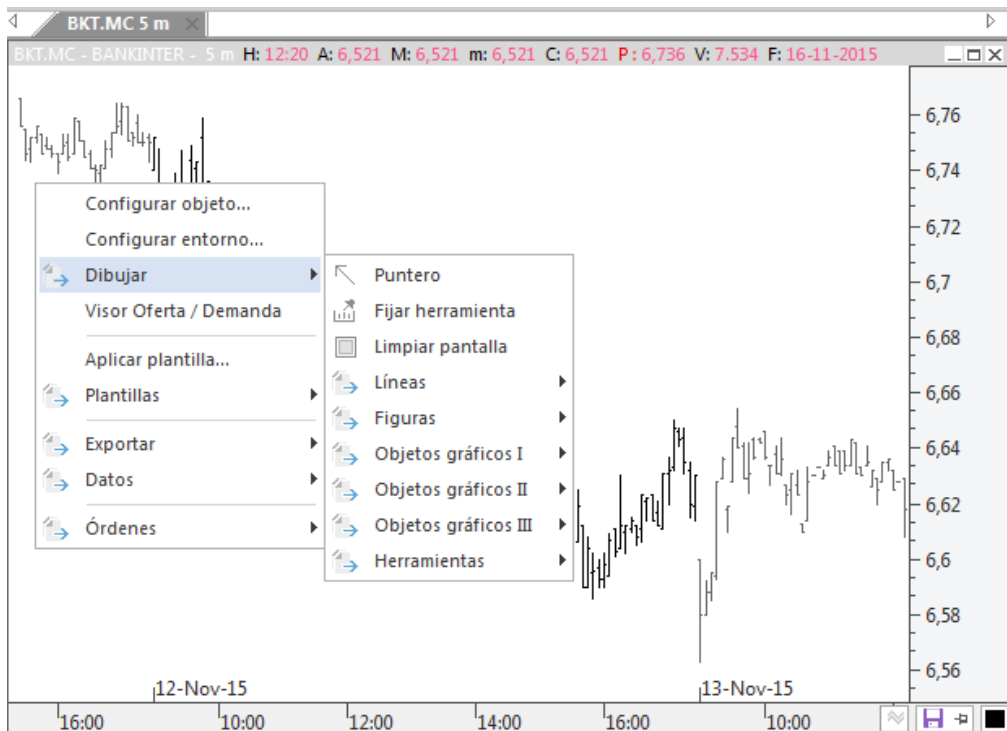 BKT.MC 5 m
BKT.MC - BANKINTER - 5 m H: 12:20 A: 6,521 M: 6,521 m: 6,521 C: 6,521 P: 6,736 V: 7.534 F: 16-11-2015
6,76
6,74
6,72
6,7
6,68
6,66
6,64
6,62
6,6
6,58
6,56
Configurar objeto...
Configurar entorno...
Dibujar
Visor Oferta / Demanda
Aplicar plantilla...
Plantillas
Exportar
Datos
Órdenes
Puntero
Fijar herramienta
Limpiar pantalla
Líneas
Figuras
Objetos gráficos I
Objetos gráficos II
Objetos gráficos III
Herramientas
12-Nov-15 13-Nov-15
16:00 10:00 12:00 14:00 16:00 10:00